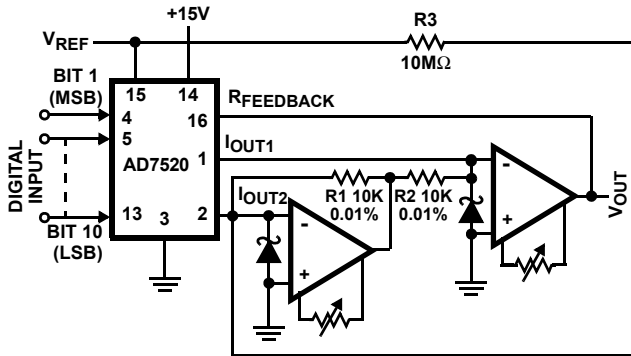 +15V
R3
VREF
10MΩ
BIT 1
(MSB)
15
14
RFEEDBACK
4
16
5
IOUT1
1
AD7520
DIGITAL
INPUT
IOUT2
R1 10K
0.01%
R2 10K
0.01%
13
3
2
BIT 10
(LSB)
-
+
-
+
VOUT